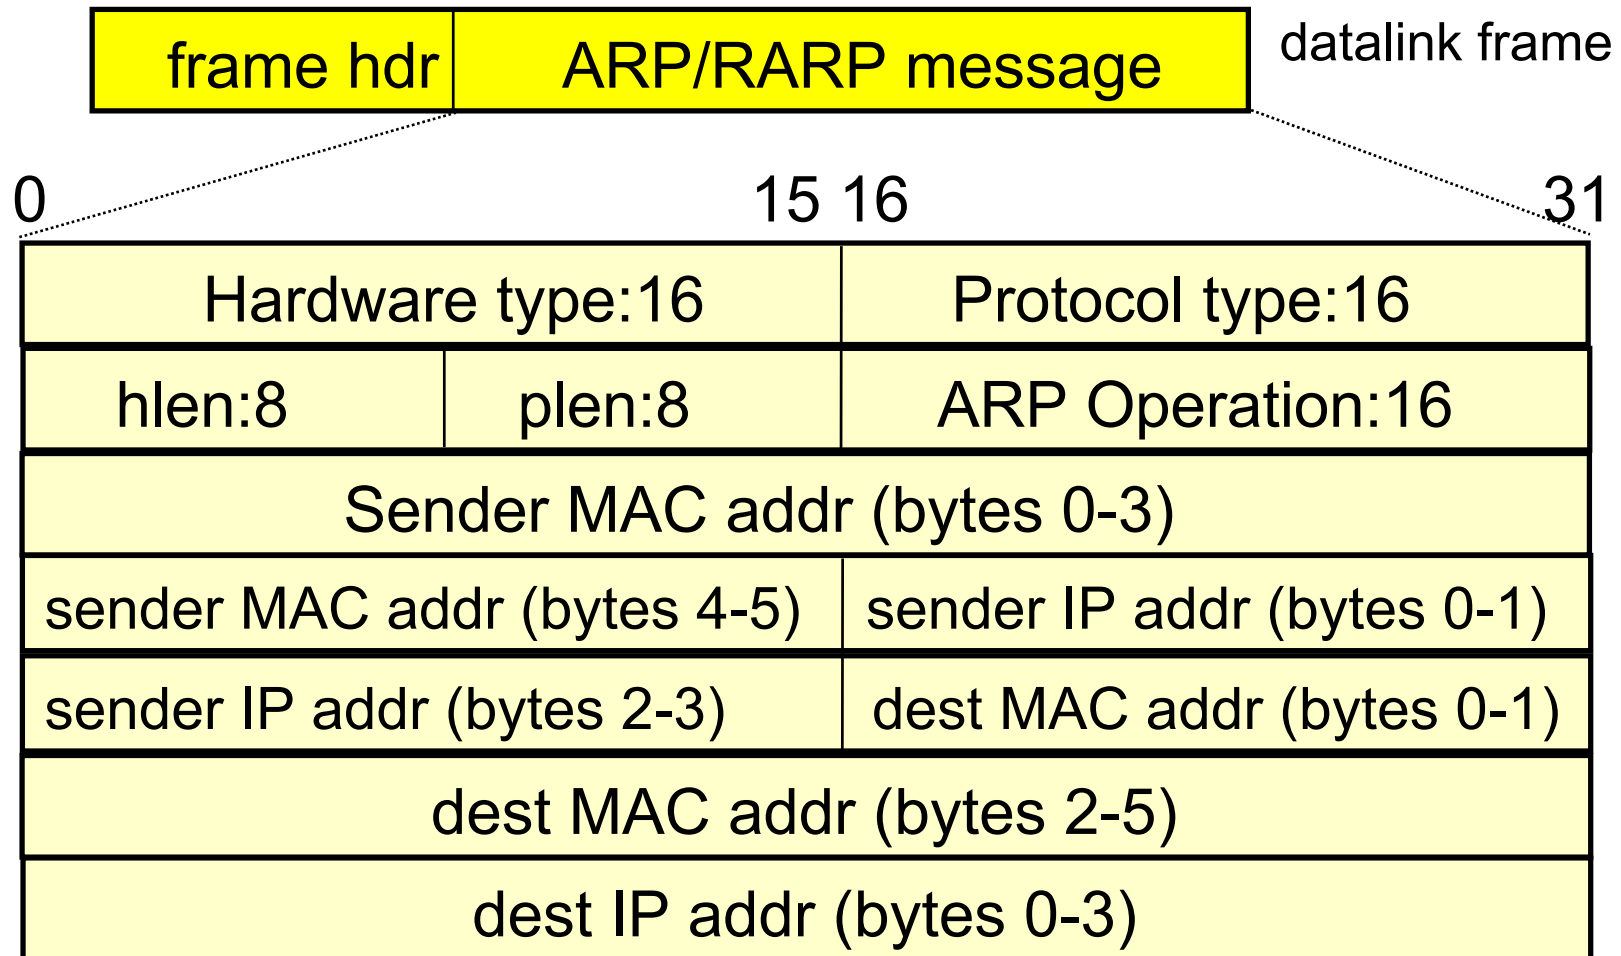 frame hdr ARP/RARP message datalink frame
0 15 16 31
Hardware type:16 Protocol type:16
hlen:8 plen:8 ARP Operation:16
Sender MAC addr (bytes 0-3)
sender MAC addr (bytes 4-5) sender IP addr (bytes 0-1)
sender IP addr (bytes 2-3) dest MAC addr (bytes 0-1)
dest MAC addr (bytes 2-5)
dest IP addr (bytes 0-3)